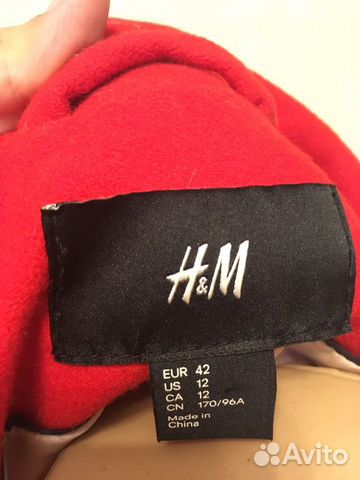 H&M
EUR 42
US 12
CA 12
CN 170/96A
Made in
China
Avito